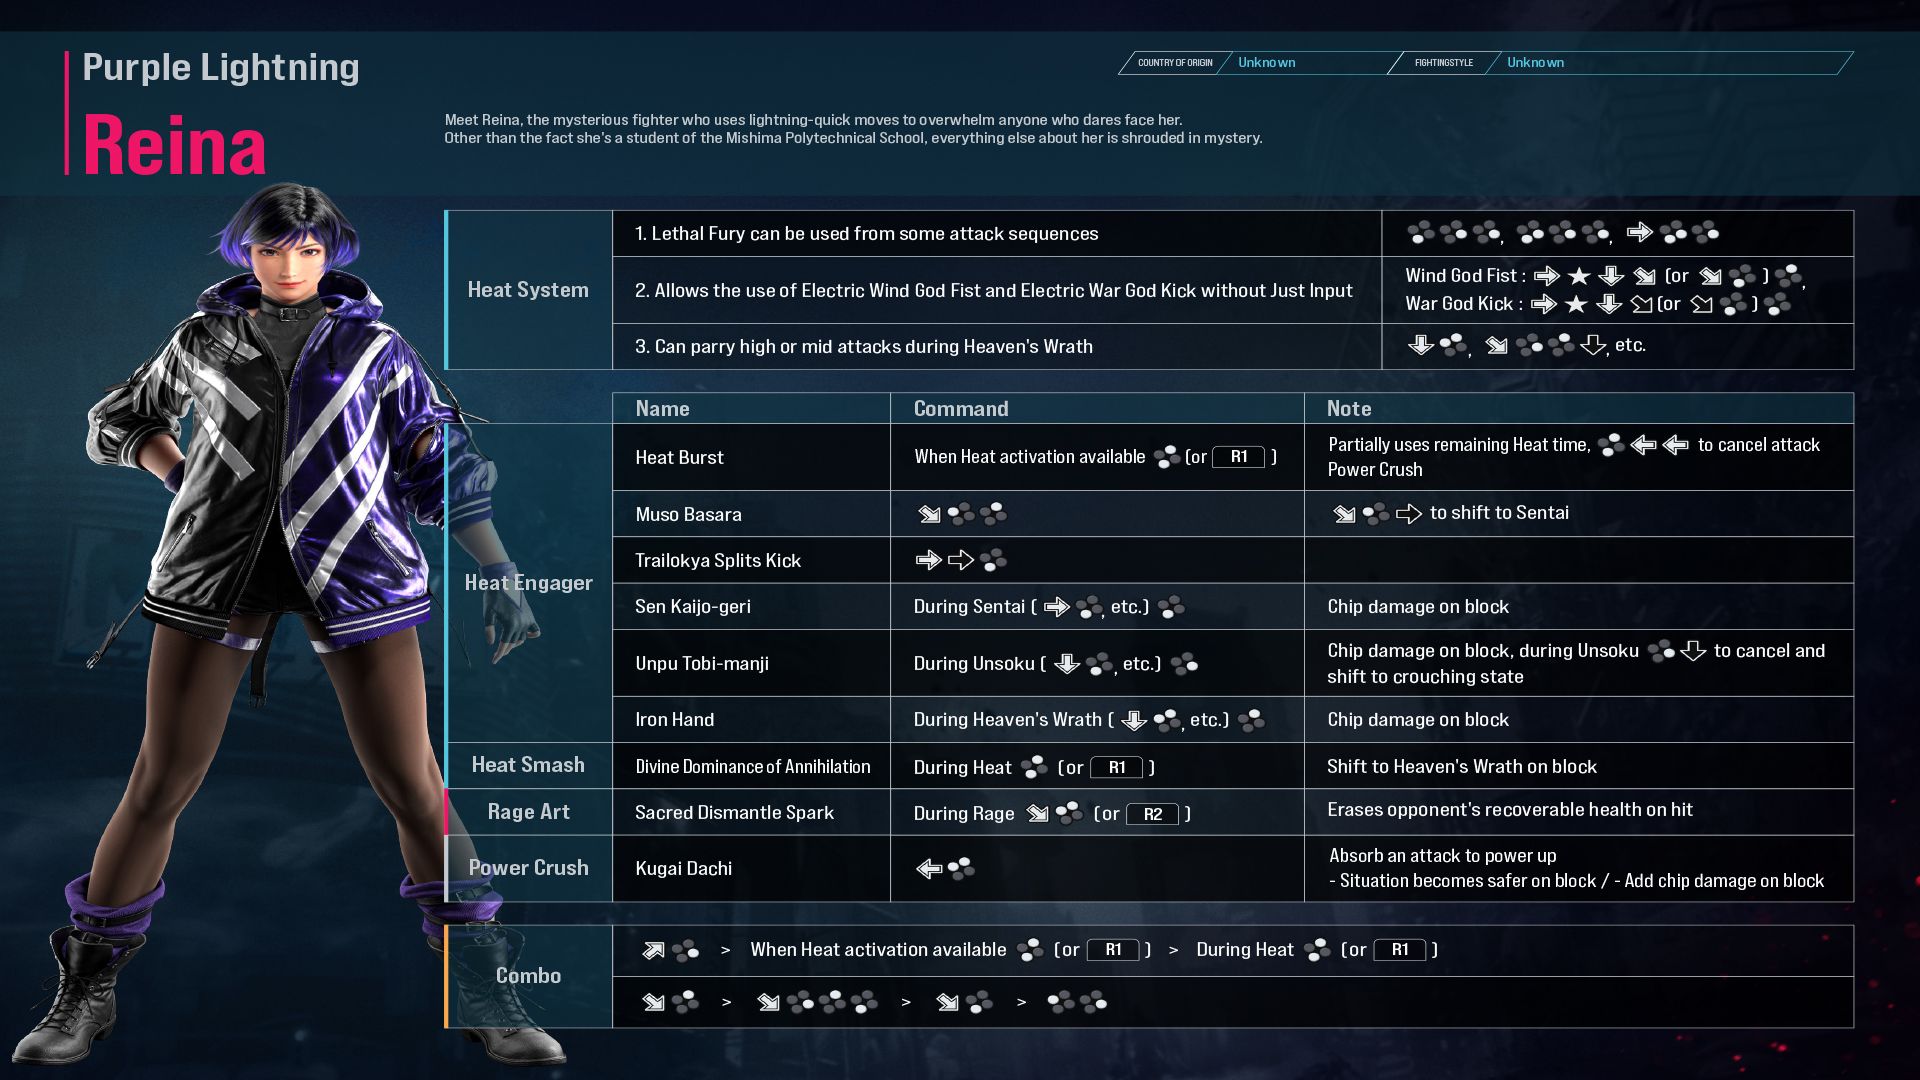 Purple Lightning
Reina
COUNTRY OF ORIGIN Unknown FIGHTINGSTYLE Unknown
Meet Reina, the mysterious fighter who uses lightning-quick moves to overwhelm anyone who dares face her.
Other than the fact she's a student of the Mishima Polytechnical School, everything else about her is shrouded in mystery.
Heat System
1. Lethal Fury can be used from some attack sequences , ,
2. Allows the use of Electric Wind God Fist and Electric War God Kick without Just Input
Wind God Fist : (or ) ,
War God Kick : (or )
3. Can parry high or mid attacks during Heaven's Wrath , , etc.
Name Command Note
Heat Engager
Heat Burst When Heat activation available (or R1 )
Partially uses remaining Heat time, to cancel attack
Power Crush
Muso Basara to shift to Sentai
Trailokya Splits Kick
Sen Kaijo-geri During Sentai ( , etc.) Chip damage on block
Unpu Tobi-manji During Unsoku ( , etc.)
Chip damage on block, during Unsoku to cancel and
shift to crouching state
Iron Hand During Heaven's Wrath ( , etc.) Chip damage on block
Heat Smash Divine Dominance of Annihilation During Heat (or R1 ) Shift to Heaven's Wrath on block
Rage Art Sacred Dismantle Spark During Rage (or R2 ) Erases opponent's recoverable health on hit
Power Crush Kugai Dachi
Absorb an attack to power up
- Situation becomes safer on block / - Add chip damage on block
Combo
> When Heat activation available (or R1 ) > During Heat (or R1 )
> > >